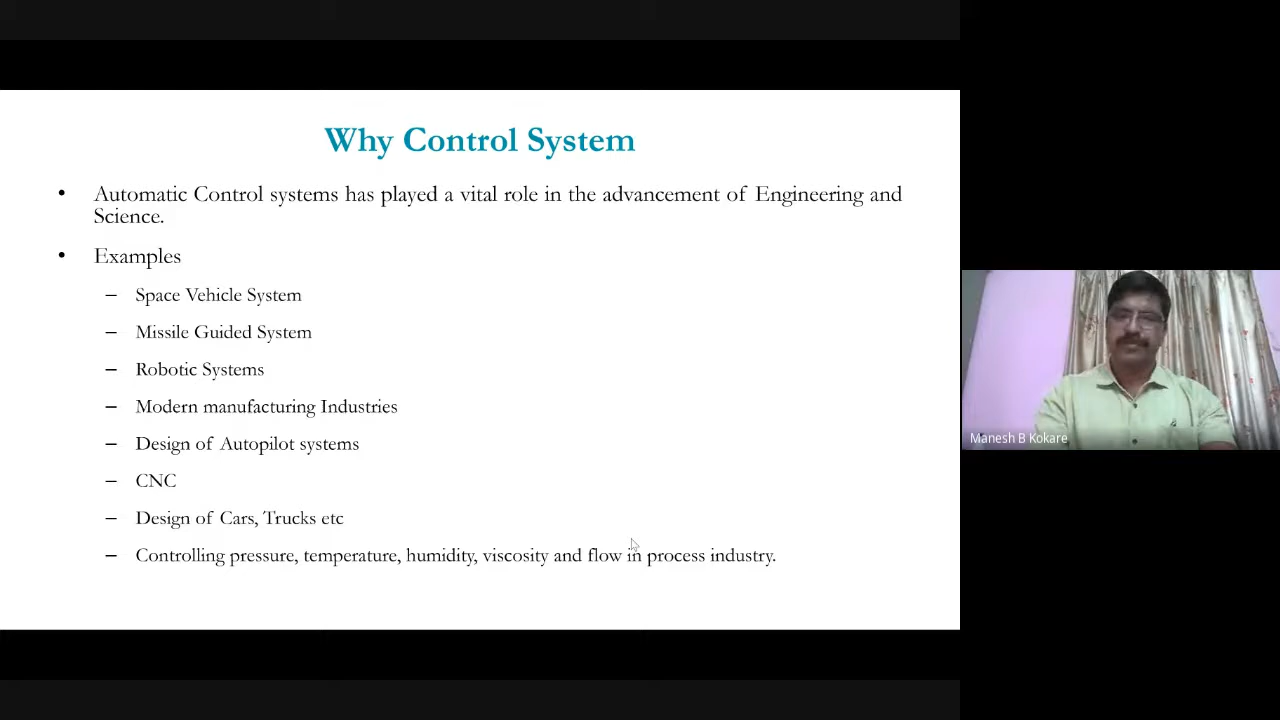 Why Control System
• Automatic Control systems has played a vital role in the advancement of Engineering and
Science.
• Examples
– Space Vehicle System
– Missile Guided System
– Robotic Systems
– Modern manufacturing Industries
– Design of Autopilot systems
– CNC
– Design of Cars, Trucks etc
– Controlling pressure, temperature, humidity, viscosity and flow in process industry.
Manesh B Kokare